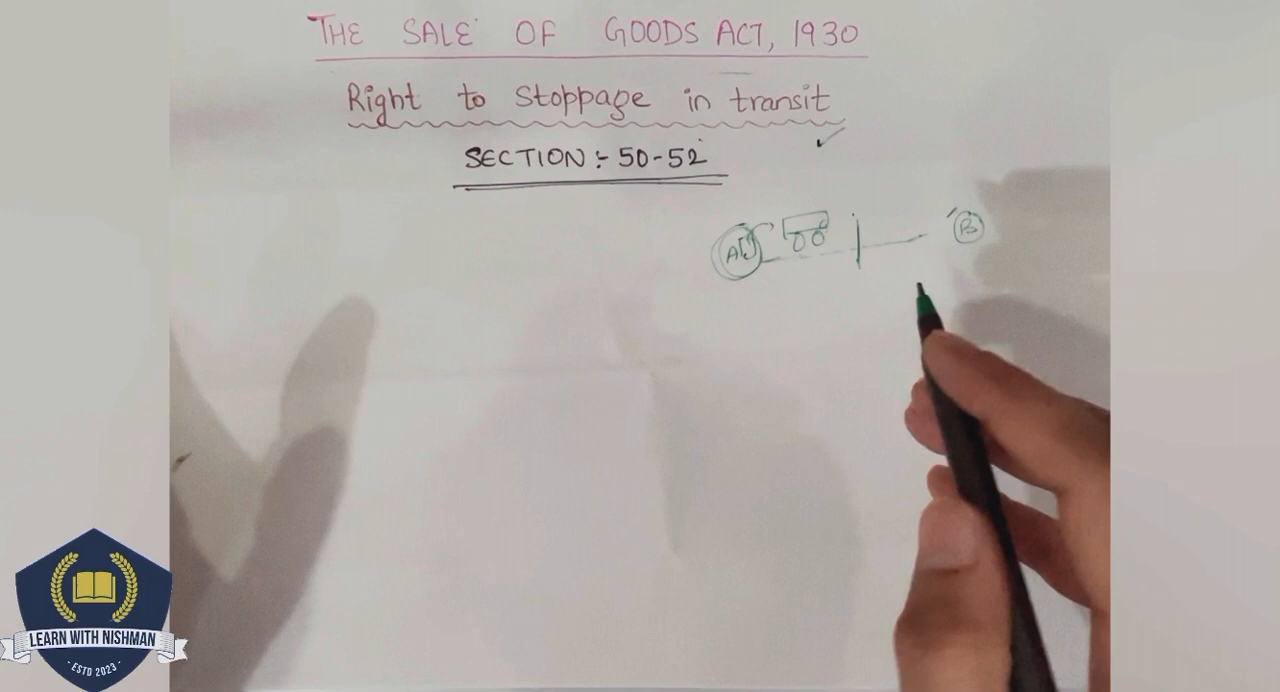 THE SALE OF GOODS ACT, 1930
Right to Stoppage in transit
SECTION :- 50-52
A
B
LEARN WITH NISHMAN
· ESTD 2023 ·